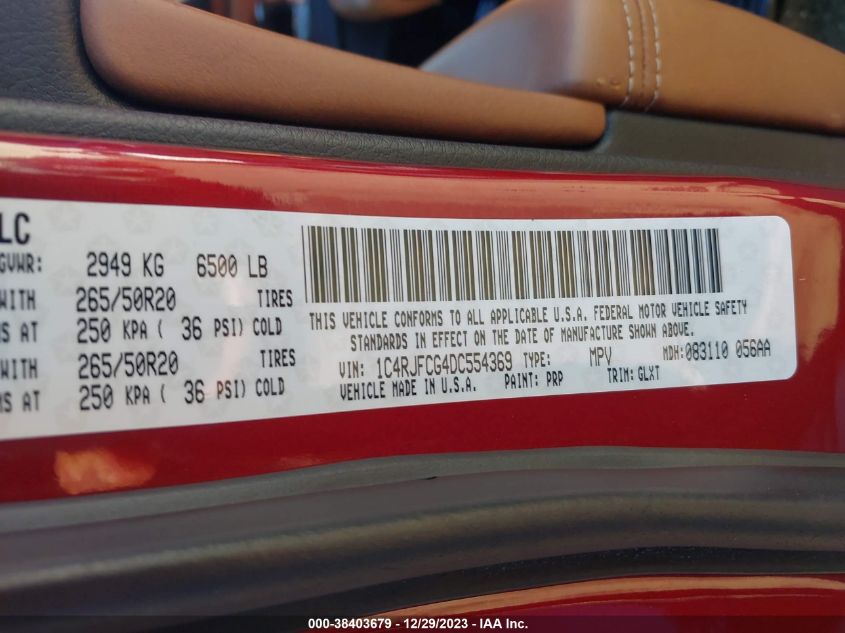 LC
GVWR: 2949 KG 6500 LB
WITH 265/50R20 TIRES
MS AT 250 KPA ( 36 PSI) COLD
WITH 265/50R20 TIRES
MS AT 250 KPA ( 36 PSI) COLD
THIS VEHICLE CONFORMS TO ALL APPLICABLE U.S.A. FEDERAL MOTOR VEHICLE SAFETY
STANDARDS IN EFFECT ON THE DATE OF MANUFACTURE SHOWN ABOVE.
VIN: 1C4RJFCG4DC554369 TYPE: MPV MDH: 083110 056AA
VEHICLE MADE IN U.S.A. PAINT: PRP TRIM: GLXT
000-38403679 - 12/29/2023 - IAA Inc.